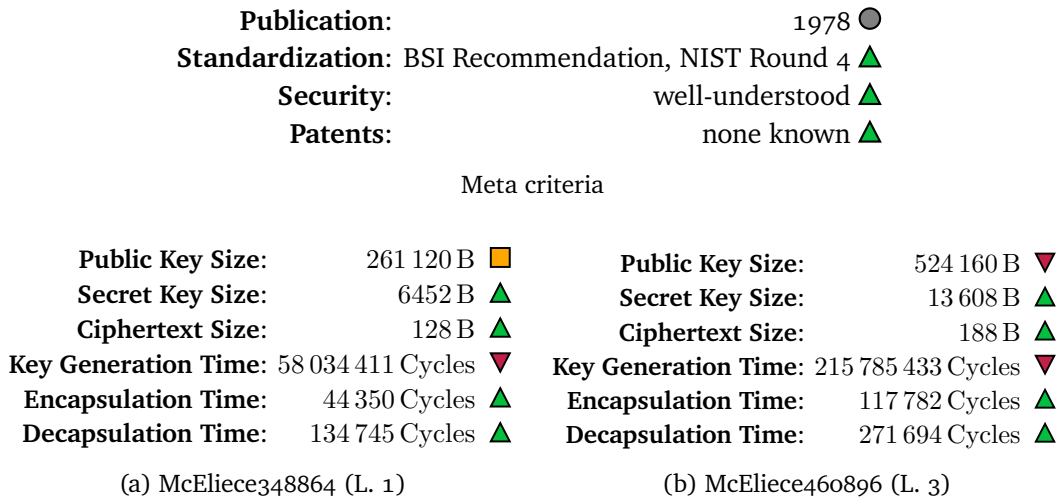 Publication: 1978
Standardization: BSI Recommendation, NIST Round 4
Security: well-understood
Patents: none known
Meta criteria
Public Key Size: 261 120 B
Secret Key Size: 6452 B
Ciphertext Size: 128 B
Key Generation Time: 58 034 411 Cycles
Encapsulation Time: 44 350 Cycles
Decapsulation Time: 134 745 Cycles
(a) McEliece348864 (L. 1)
Public Key Size: 524 160 B
Secret Key Size: 13 608 B
Ciphertext Size: 188 B
Key Generation Time: 215 785 433 Cycles
Encapsulation Time: 117 782 Cycles
Decapsulation Time: 271 694 Cycles
(b) McEliece460896 (L. 3)